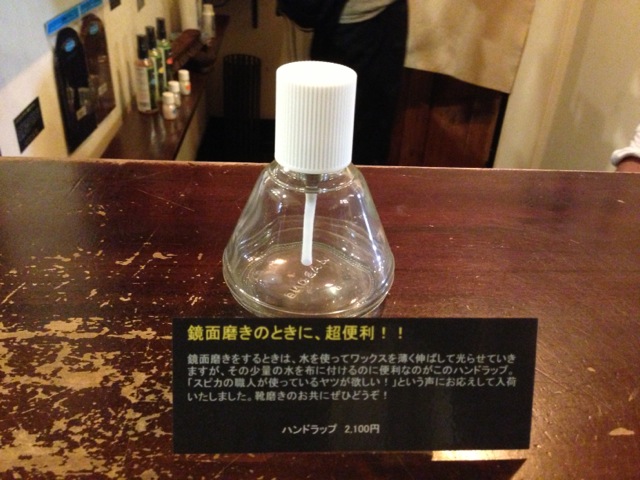 鏡面磨きのときに、超便利！！
鏡面磨きをするときは、水を使ってワックスを薄く伸ばして光らせていき
ますが、その少量の水を布に付けるのに便利なのがこのハンドラップ。
「スピカの職人が使っているヤツが欲しい！」という声にお応えして入荷
いたしました。靴磨きのお共にぜひどうぞ！
ハンドラップ 2,100円